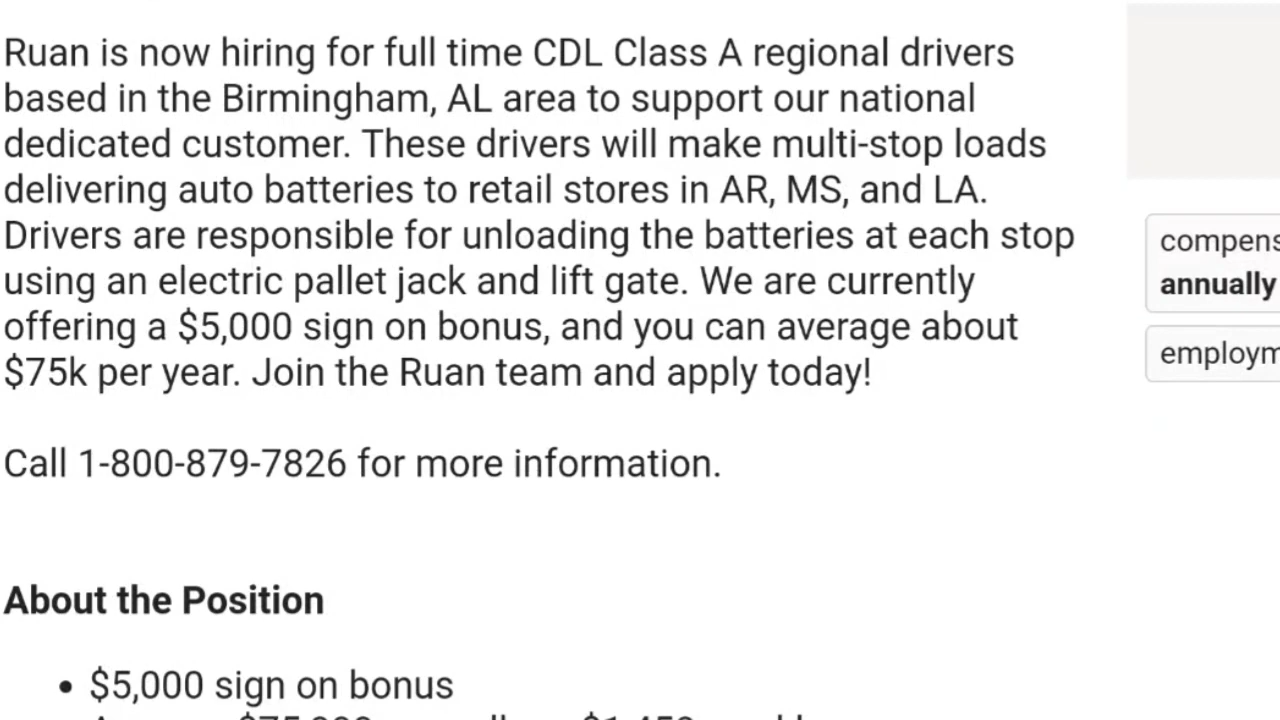 Ruan is now hiring for full time CDL Class A regional drivers
based in the Birmingham, AL area to support our national
dedicated customer. These drivers will make multi-stop loads
delivering auto batteries to retail stores in AR, MS, and LA.
Drivers are responsible for unloading the batteries at each stop
using an electric pallet jack and lift gate. We are currently
offering a $5,000 sign on bonus, and you can average about
$75k per year. Join the Ruan team and apply today!
Call 1-800-879-7826 for more information.
About the Position
• $5,000 sign on bonus
compens
annually
employm